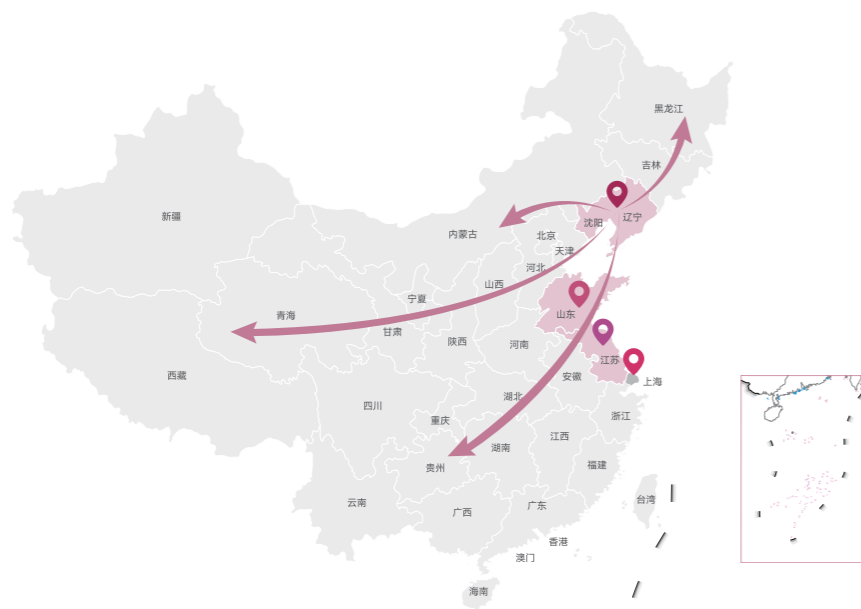 黑龙江
吉林
新疆
沈阳
辽宁
内蒙古
北京
天津
河北
山西
宁夏
青海
山东
甘肃
陕西
河南
江苏
西藏
安徽
上海
湖北
四川
浙江
重庆
江西
湖南
贵州
福建
台湾
云南
广东
广西
香港
澳门
海南